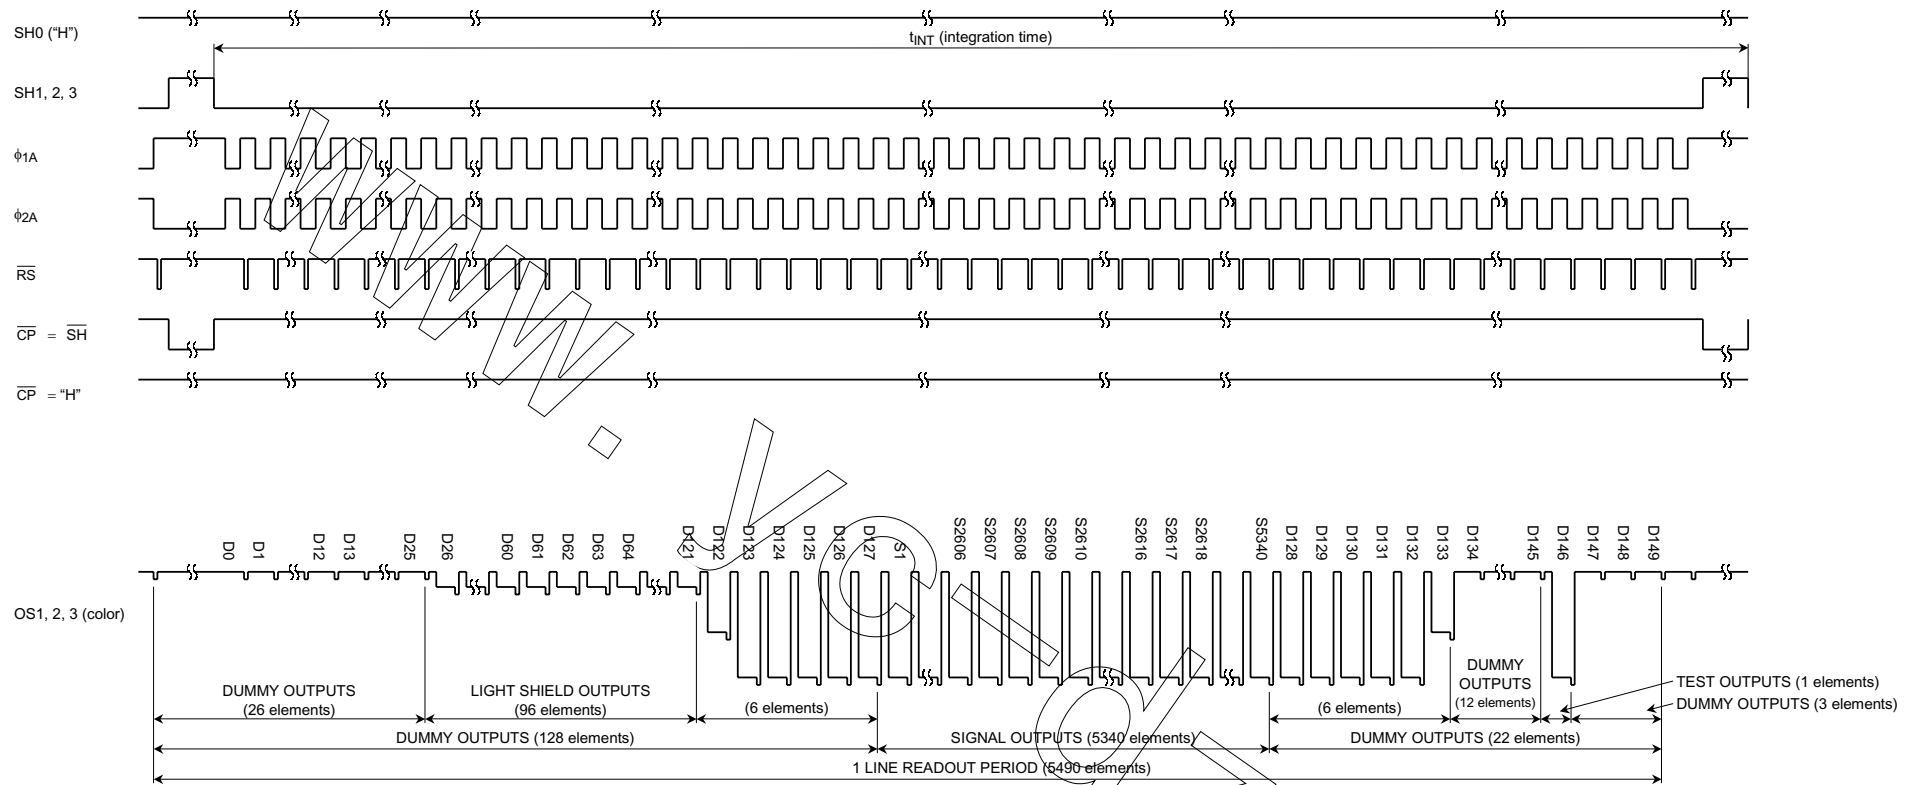 SH0 (“H”)
tINT (integration time)
SH1, 2, 3
ϕ1A
ϕ2A
RS
CP = SH
CP = “H”
D0 D1 D12 D13 D25 D26 D60 D61 D62 D63 D64 D121 D122 D123 D124 D125 D126 D127 S1 S2606 S2607 S2608 S2609 S2610 S2616 S2617 S2618 S5340 D128 D129 D130 D131 D132 D133 D134 D145 D146 D147 D148 D149
OS1, 2, 3 (color)
DUMMY OUTPUTS
(26 elements)
LIGHT SHIELD OUTPUTS
(96 elements)
(6 elements)
(6 elements)
DUMMY
OUTPUTS
(12 elements)
TEST OUTPUTS (1 elements)
DUMMY OUTPUTS (3 elements)
DUMMY OUTPUTS (128 elements)
SIGNAL OUTPUTS (5340 elements)
DUMMY OUTPUTS (22 elements)
1 LINE READOUT PERIOD (5490 elements)